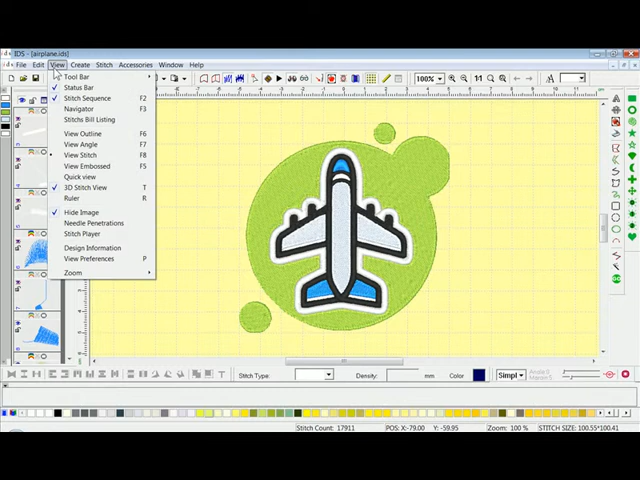 IDS - [airplane.ids]
File Edit View Create Stitch Accessories Window Help
100%
1:1
Tool Bar
Status Bar
Stitch Sequence F2
Navigator F3
Stitchs Bill Listing
View Outline F6
View Angle F7
View Stitch F8
View Embossed F5
Quick view
3D Stitch View T
Ruler R
Hide Image
Needle Penetrations
Stitch Player
Design Information
View Preferences P
Zoom
Stitch Type Density: mm Color Simpl
Stitch Count: 17911 POS: X:-79.00 Y: -59.95 Zoom: 100 % STITCH SIZE: 100.55*100.41